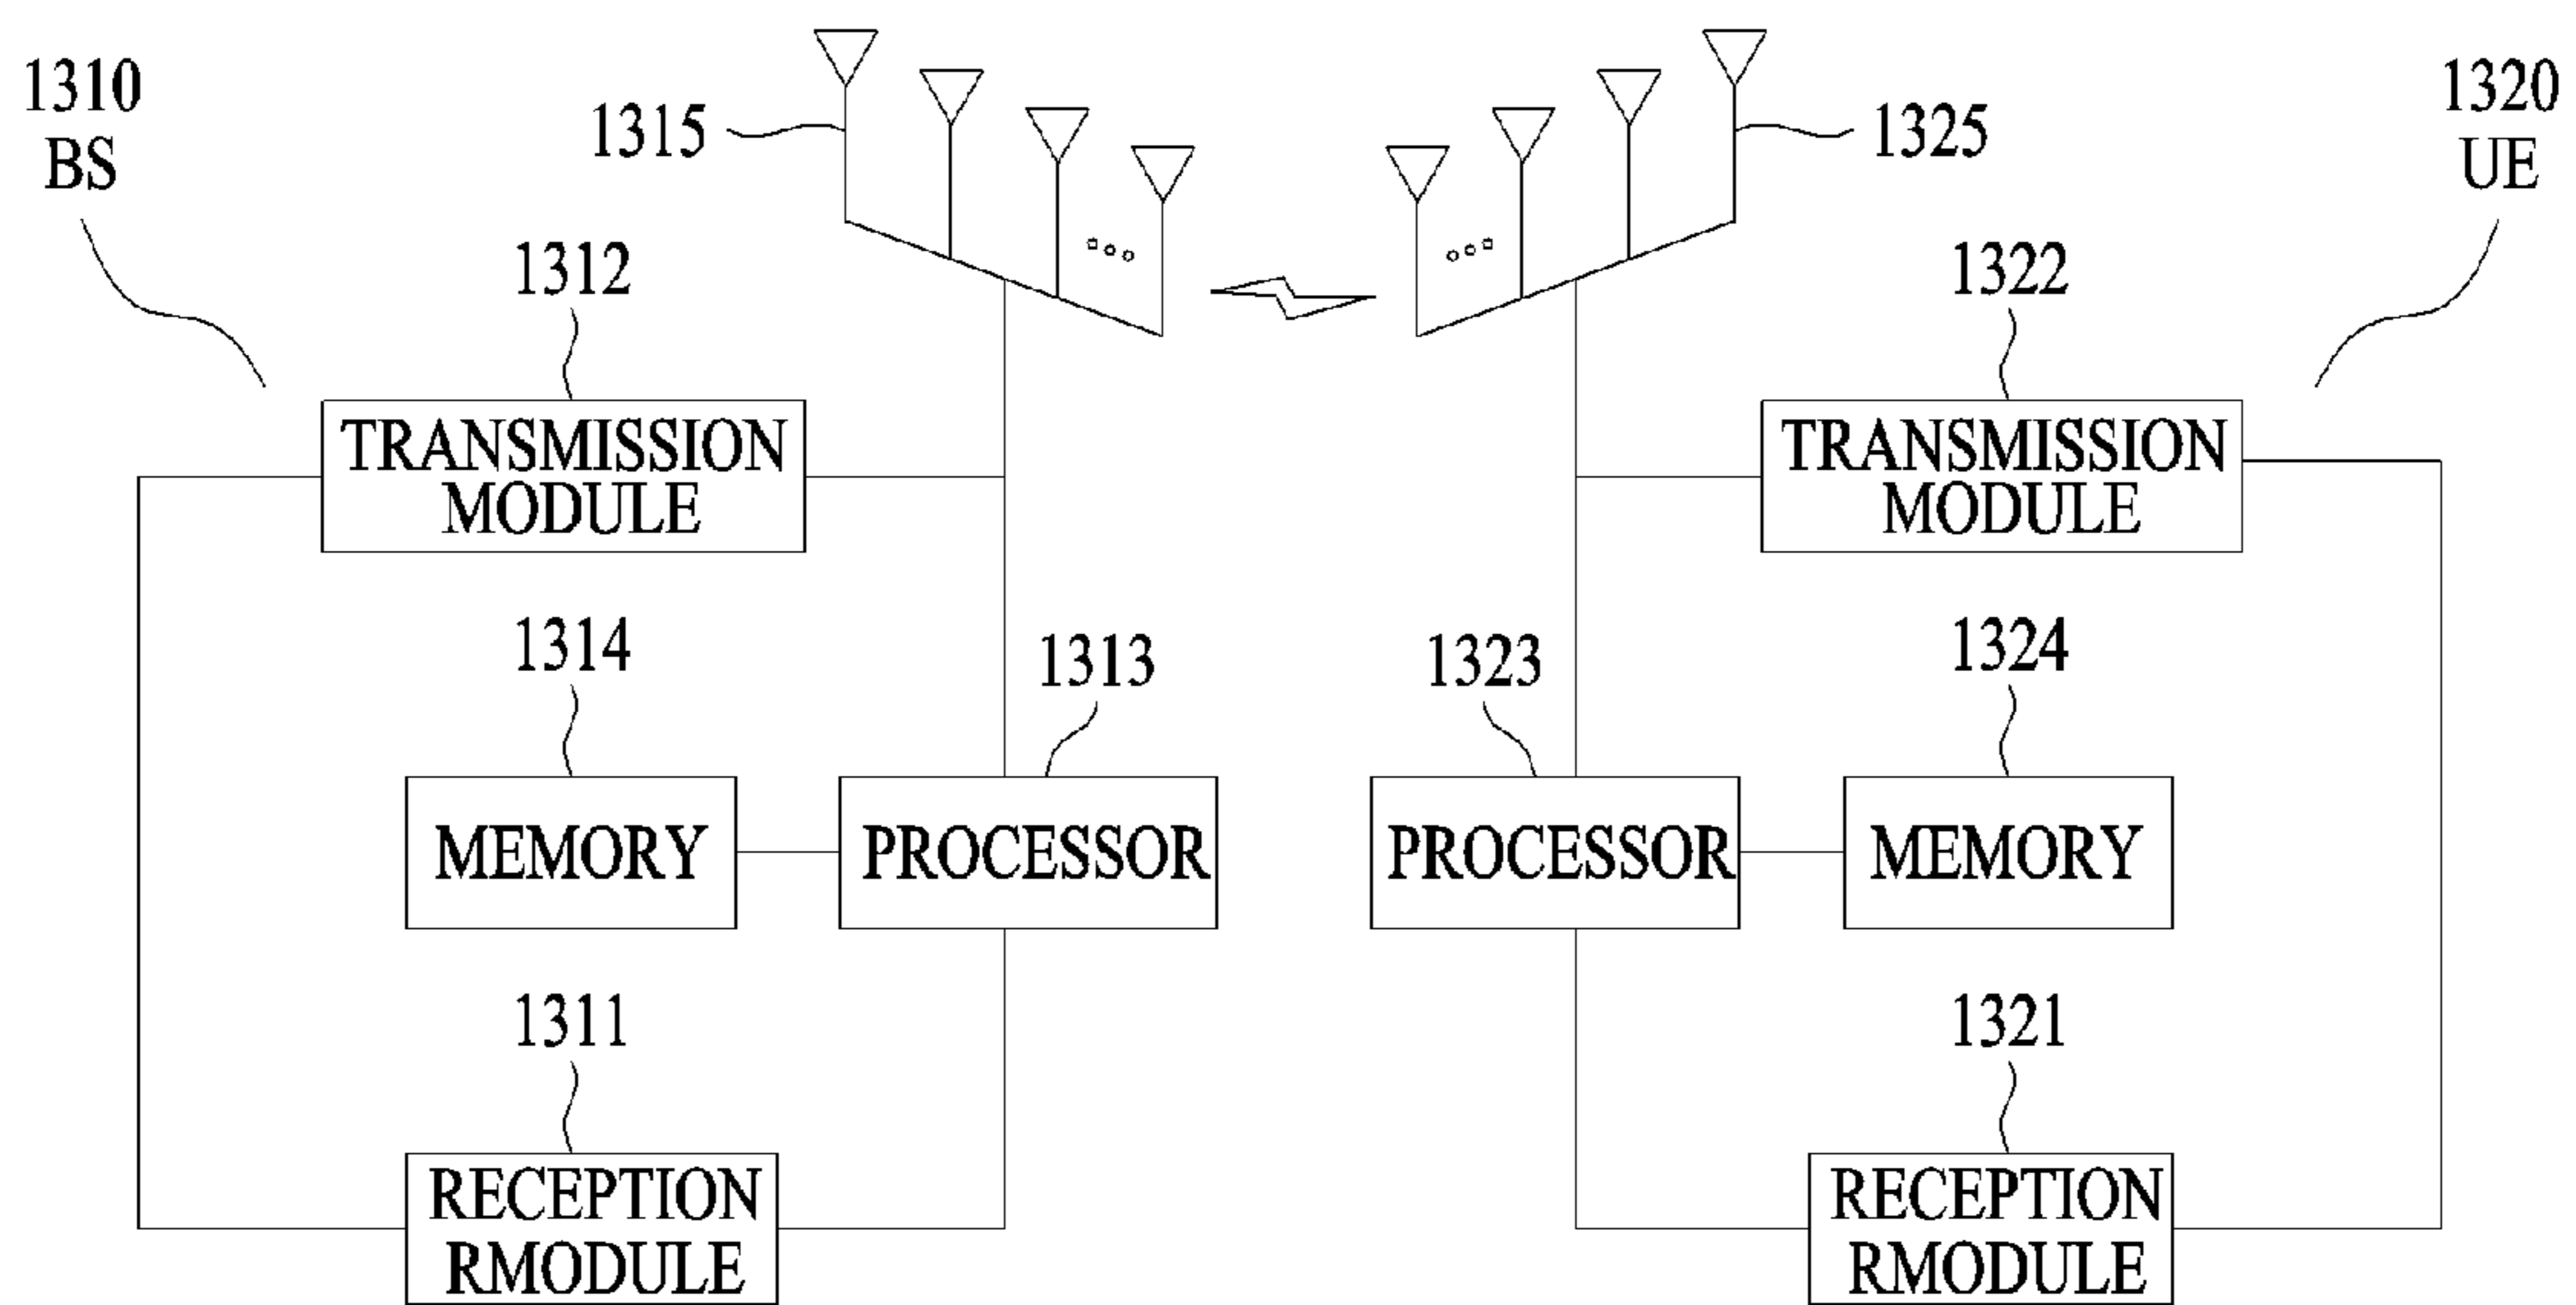 1310
BS
1315
1325
1320
UE
1312
1322
TRANSMISSION
MODULE
TRANSMISSION
MODULE
1314
1313
1323
1324
MEMORY
PROCESSOR
PROCESSOR
MEMORY
1311
1321
RECEPTION
RMODULE
RECEPTION
RMODULE